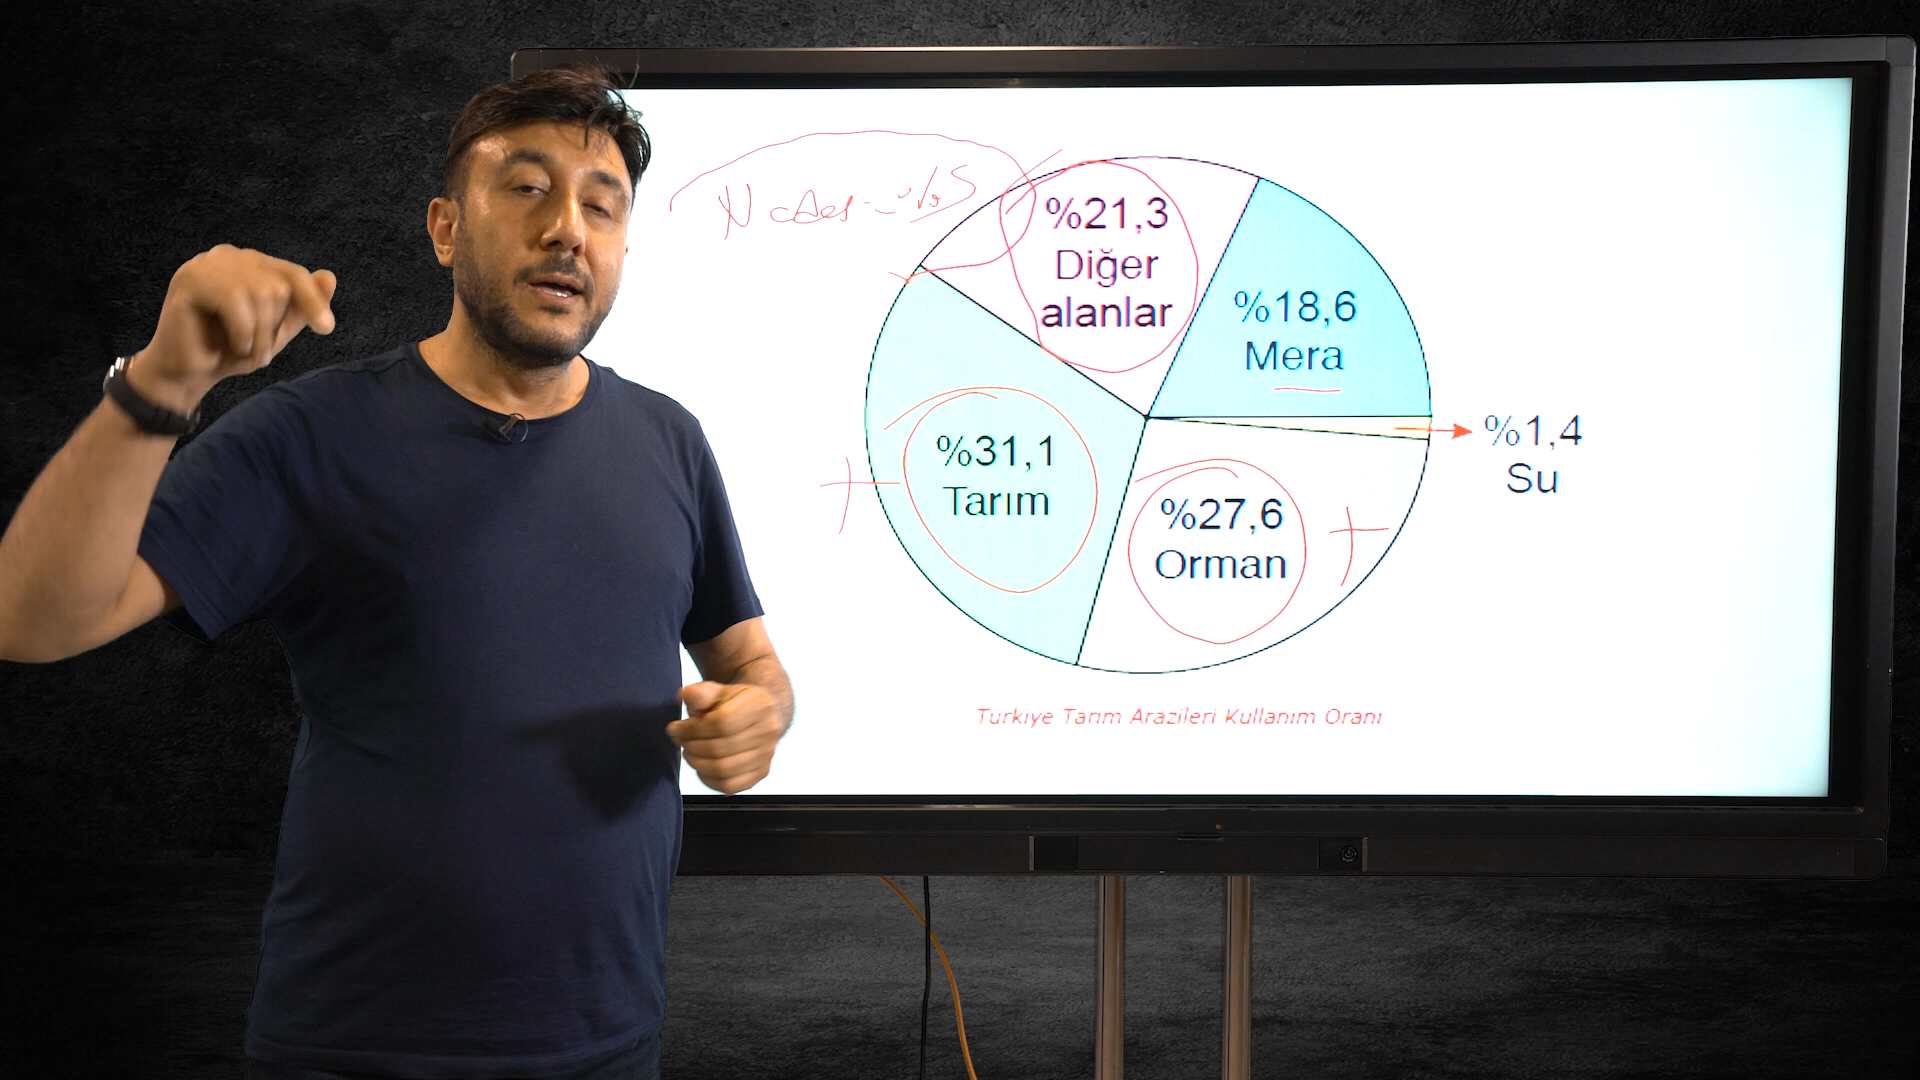 %21,3
Diğer
alanlar
%18,6
Mera
%1,4
Su
%31,1
Tarım
%27,6
Orman
Türkiye Tarım Arazileri Kullanım Oranı